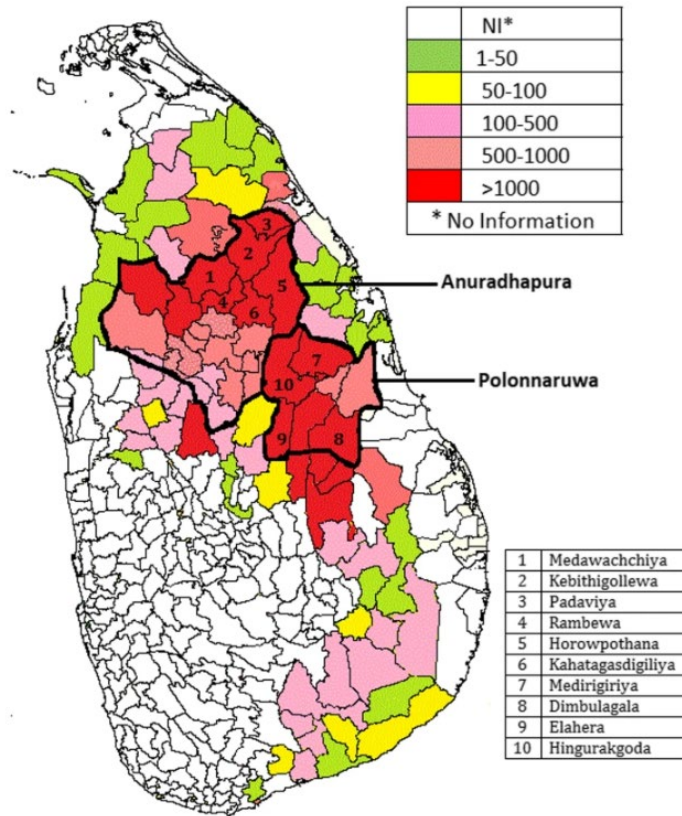 NI*
1-50
50-100
100-500
500-1000
>1000
* No Information
Anuradhapura
Polonnaruwa
3
2
1
5
4
6
7
10
9
8
1 Medawachchiya
2 Kebithigollewa
3 Padaviya
4 Rambewa
5 Horowpothana
6 Kahatagasdigiliya
7 Medirigiriya
8 Dimbulagala
9 Elahera
10 Hingurakgoda